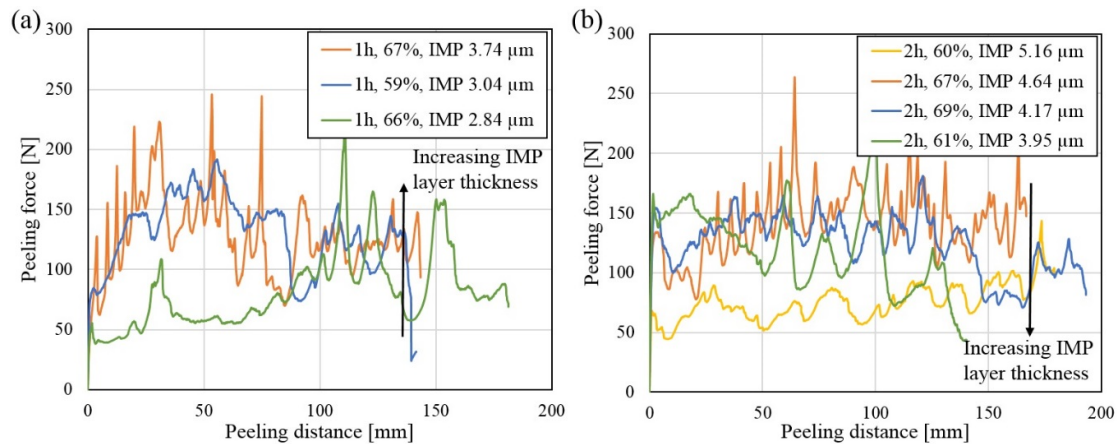 (a)
300
250
200
150
100
50
0
Peeling force [N]
1h, 67%, IMP 3.74 µm
1h, 59%, IMP 3.04 µm
1h, 66%, IMP 2.84 µm
Increasing IMP
layer thickness
0 50 100 150 200
Peeling distance [mm]
(b)
300
250
200
150
100
50
0
Peeling force [N]
2h, 60%, IMP 5.16 µm
2h, 67%, IMP 4.64 µm
2h, 69%, IMP 4.17 µm
2h, 61%, IMP 3.95 µm
Increasing IMP
layer thickness
0 50 100 150 200
Peeling distance [mm]